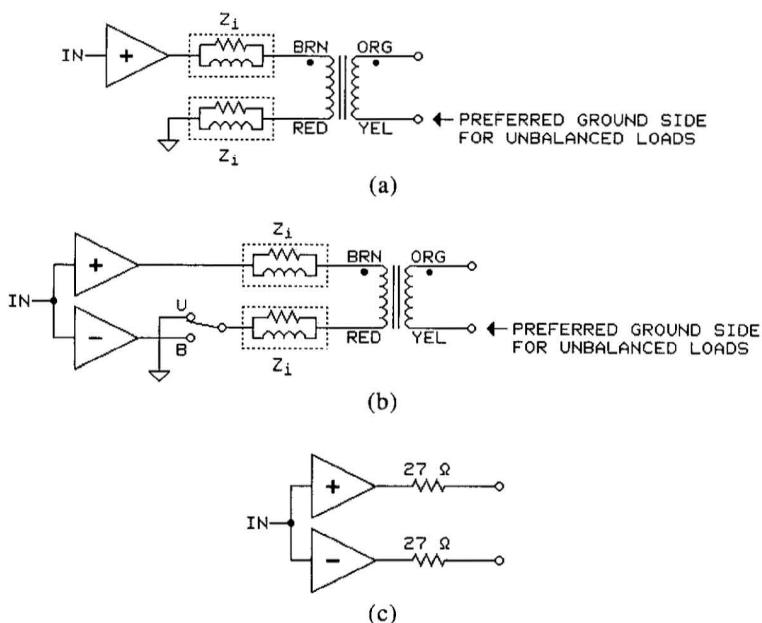 Zi
IN
+
BRN
ORG
RED
YEL
PREFERRED GROUND SIDE
FOR UNBALANCED LOADS
Zi
(a)
Zi
+
BRN
ORG
IN
U
−
B
RED
YEL
PREFERRED GROUND SIDE
FOR UNBALANCED LOADS
Zi
(b)
27 Ω
+
IN
27 Ω
−
(c)